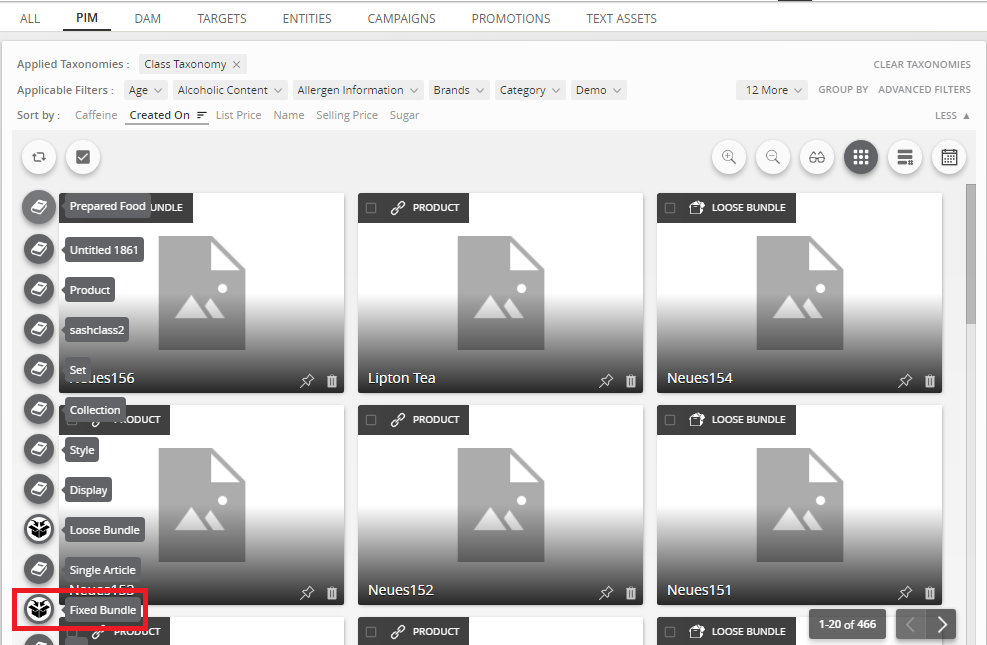 ALL PIM DAM TARGETS ENTITIES CAMPAIGNS PROMOTIONS TEXT ASSETS
Applied Taxonomies : Class Taxonomy × CLEAR TAXONOMIES
Applicable Filters : Age Alcoholic Content Allergen Information Brands Category Demo 12 More GROUP BY ADVANCED FILTERS
Sort by : Caffeine Created On List Price Name Selling Price Sugar LESS
Prepared Food UNDLE PRODUCT LOOSE BUNDLE
Untitled 1861
Product
sashclass2
Set
Neues156 Lipton Tea Neues154
Collection PRODUCT PRODUCT LOOSE BUNDLE
Style
Display
Loose Bundle
Single Article
Neues152 Neues151
Fixed Bundle
1-20 of 466
PRODUCT PRODUCT LOOSE BUNDLE